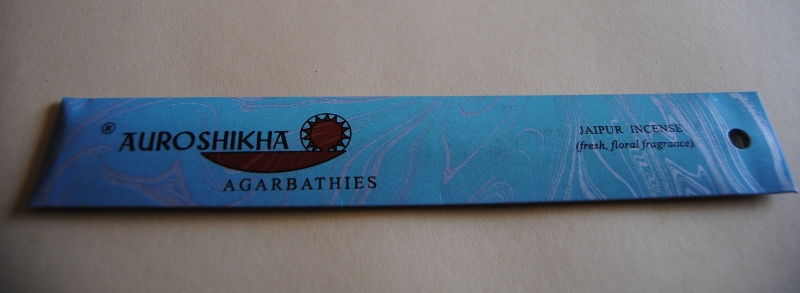 ® AUROSHIKHA
AGARBATHIES
JAIPUR INCENSE
(fresh, floral fragrance)